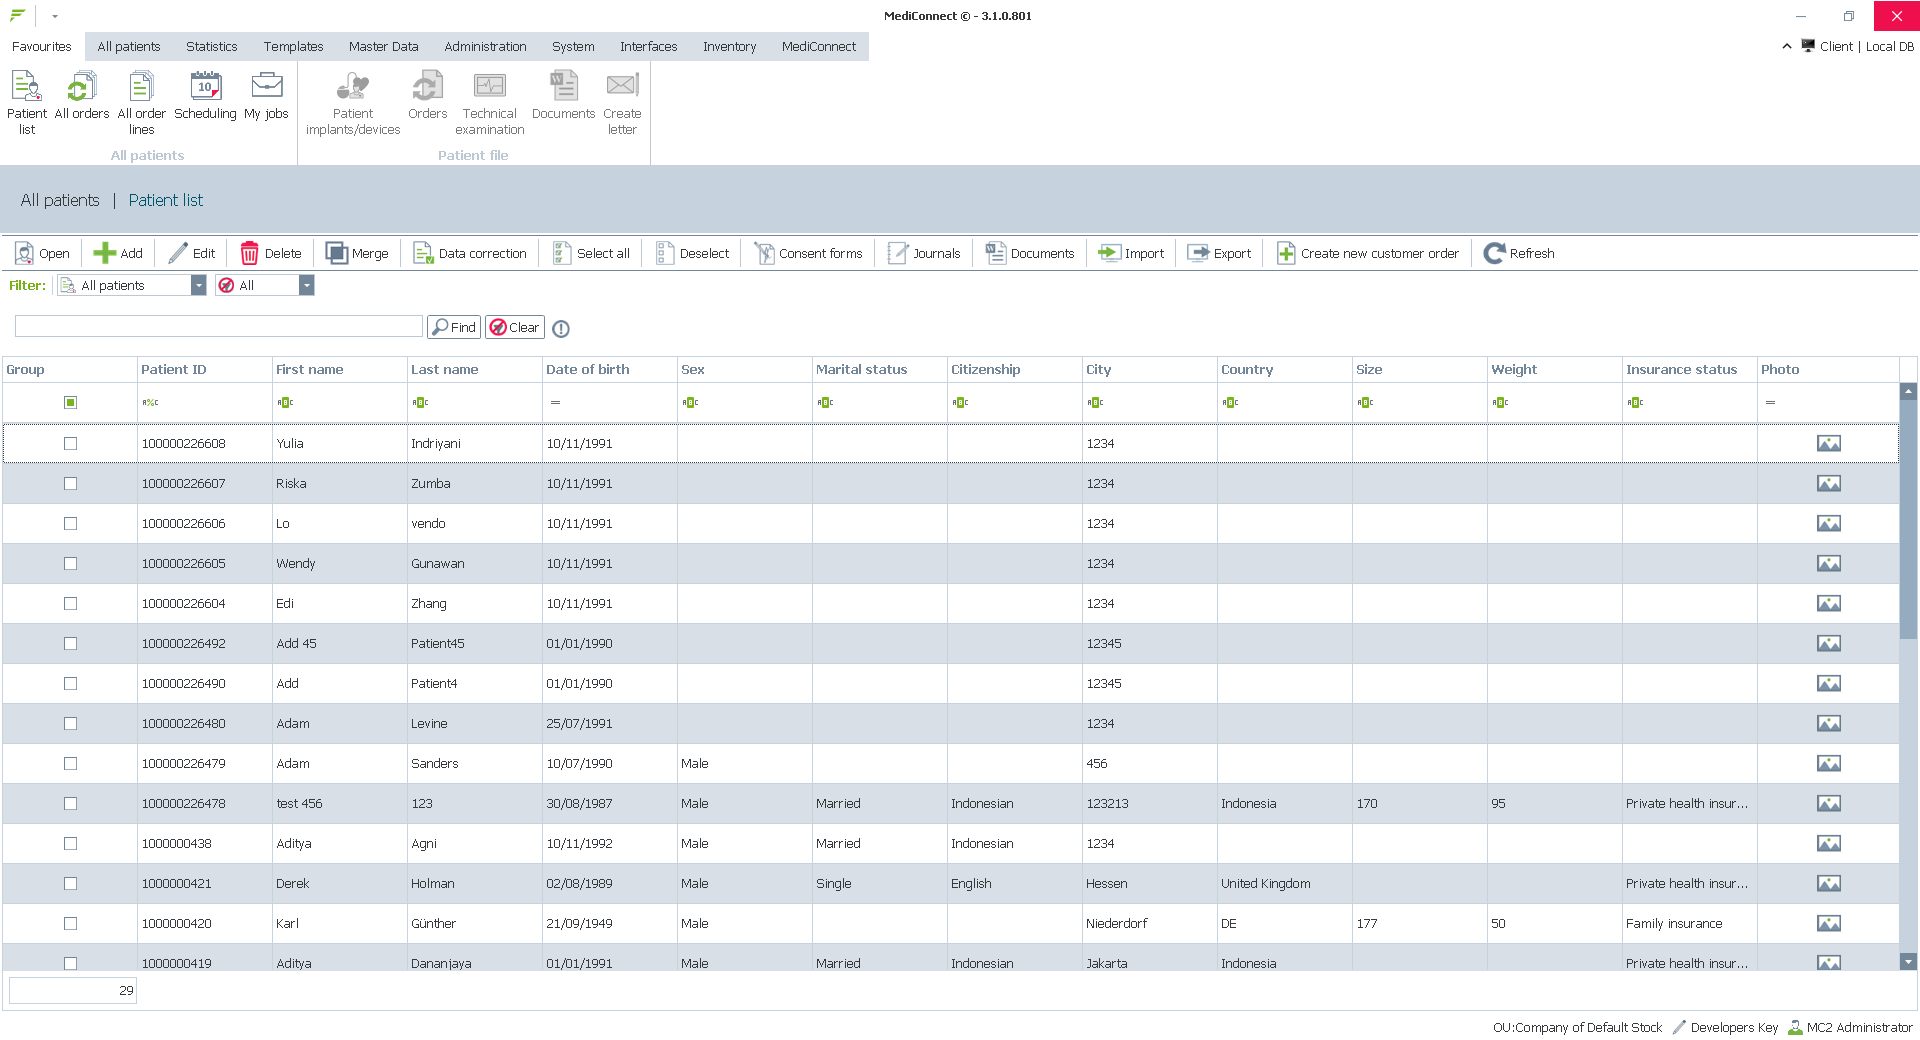 MediConnect © - 3.1.0.801
Favourites All patients Statistics Templates Master Data Administration System Interfaces Inventory MediConnect
Client | Local DB
Patient list All orders All order lines Scheduling My jobs
All patients
Patient implants/devices Orders Technical examination Documents Create letter
Patient file
All patients | Patient list
Open Add Edit Delete Merge Data correction Select all Deselect Consent forms Journals Documents Import Export Create new customer order Refresh
Filter: All patients All
Find Clear
Group Patient ID First name Last name Date of birth Sex Marital status Citizenship City Country Size Weight Insurance status Photo
100000226608 Yulia Indriyani 10/11/1991 1234
100000226607 Riska Zumba 10/11/1991 1234
100000226606 Lo vendo 10/11/1991 1234
100000226605 Wendy Gunawan 10/11/1991 1234
100000226604 Edi Zhang 10/11/1991 1234
100000226492 Add 45 Patient45 01/01/1990 12345
100000226490 Add Patient4 01/01/1990 12345
100000226480 Adam Levine 25/07/1991 1234
100000226479 Adam Sanders 10/07/1990 Male 456
100000226478 test 456 123 30/08/1987 Male Married Indonesian 123213 Indonesia 170 95 Private health insur...
1000000438 Aditya Agni 10/11/1992 Male Married Indonesian 1234
1000000421 Derek Holman 02/08/1989 Male Single English Hessen United Kingdom Private health insur...
1000000420 Karl Günther 21/09/1949 Male Niederdorf DE 177 50 Family insurance
1000000419 Aditya Dananjaya 01/01/1991 Male Married Indonesian Jakarta Indonesia Private health insur...
29
OU:Company of Default Stock Developers Key MC2 Administrator